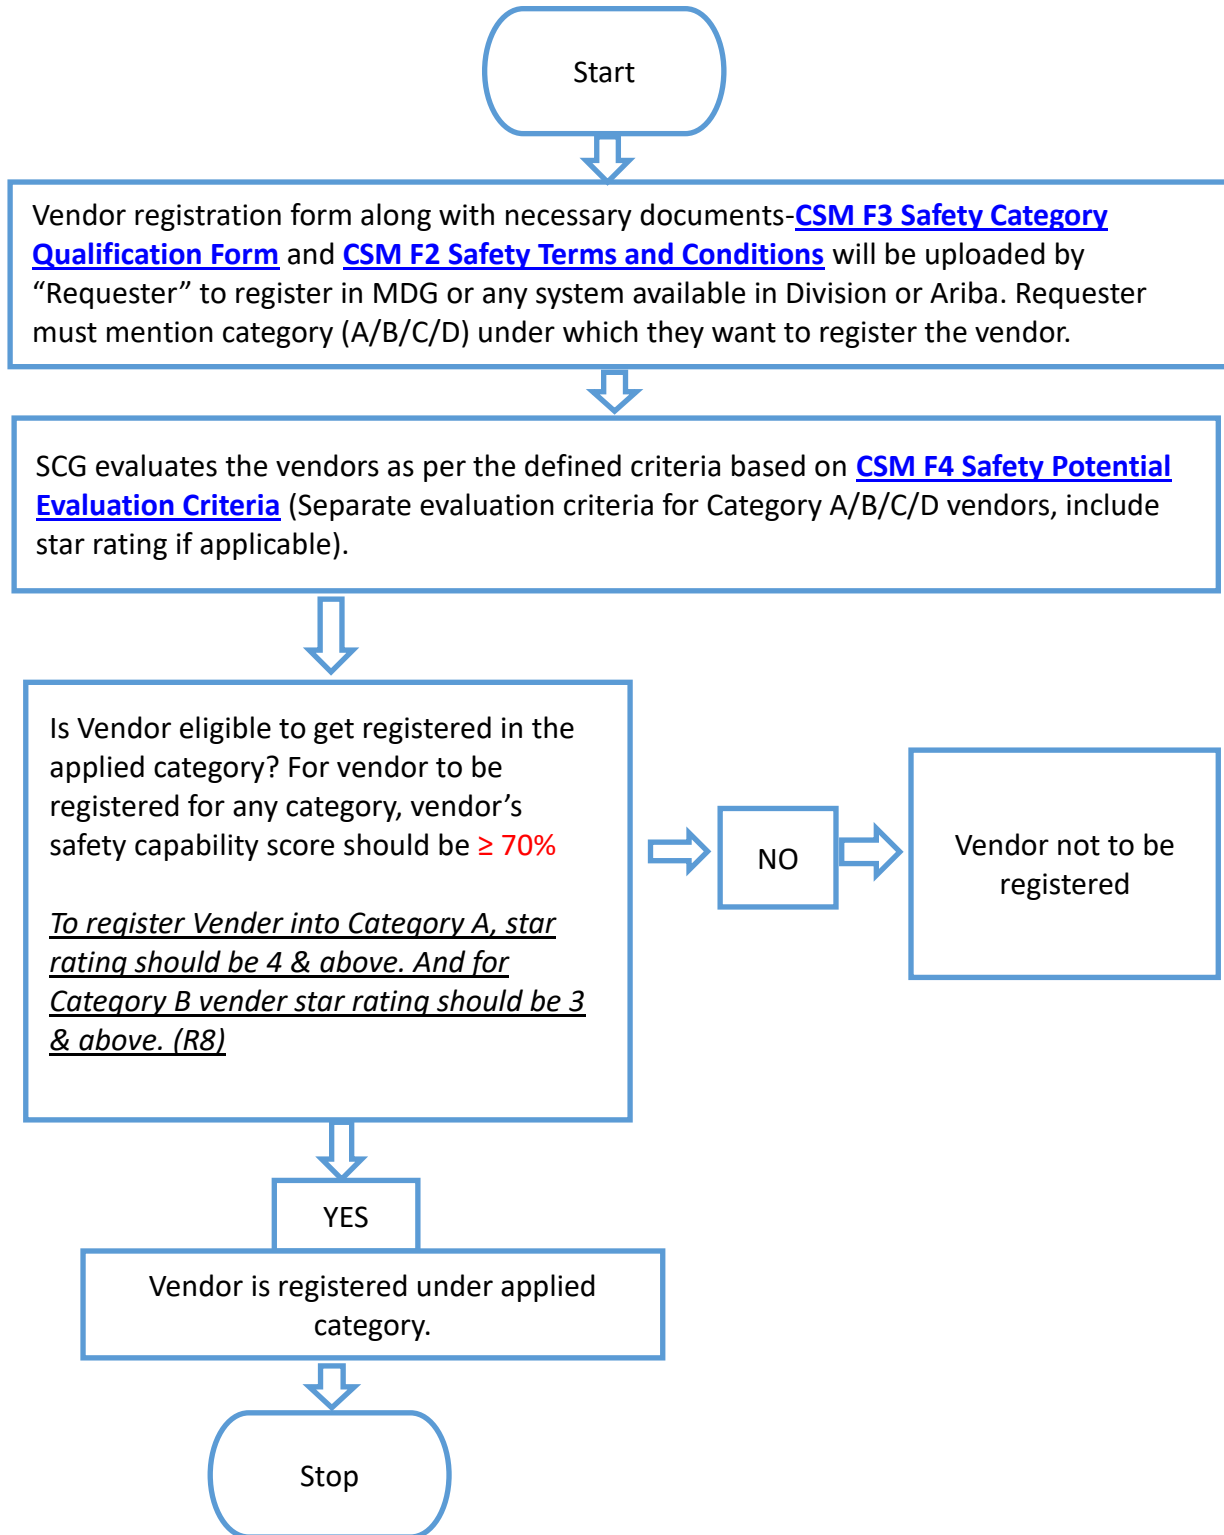 Start
Vendor registration form along with necessary documents-CSM F3 Safety Category
Qualification Form and CSM F2 Safety Terms and Conditions will be uploaded by
“Requester” to register in MDG or any system available in Division or Ariba. Requester
must mention category (A/B/C/D) under which they want to register the vendor.
SCG evaluates the vendors as per the defined criteria based on CSM F4 Safety Potential
Evaluation Criteria (Separate evaluation criteria for Category A/B/C/D vendors, include
star rating if applicable).
Is Vendor eligible to get registered in the
applied category? For vendor to be
registered for any category, vendor’s
safety capability score should be ≥ 70%
To register Vender into Category A, star
rating should be 4 & above. And for
Category B vender star rating should be 3
& above. (R8)
NO
Vendor not to be
registered
YES
Vendor is registered under applied
category.
Stop